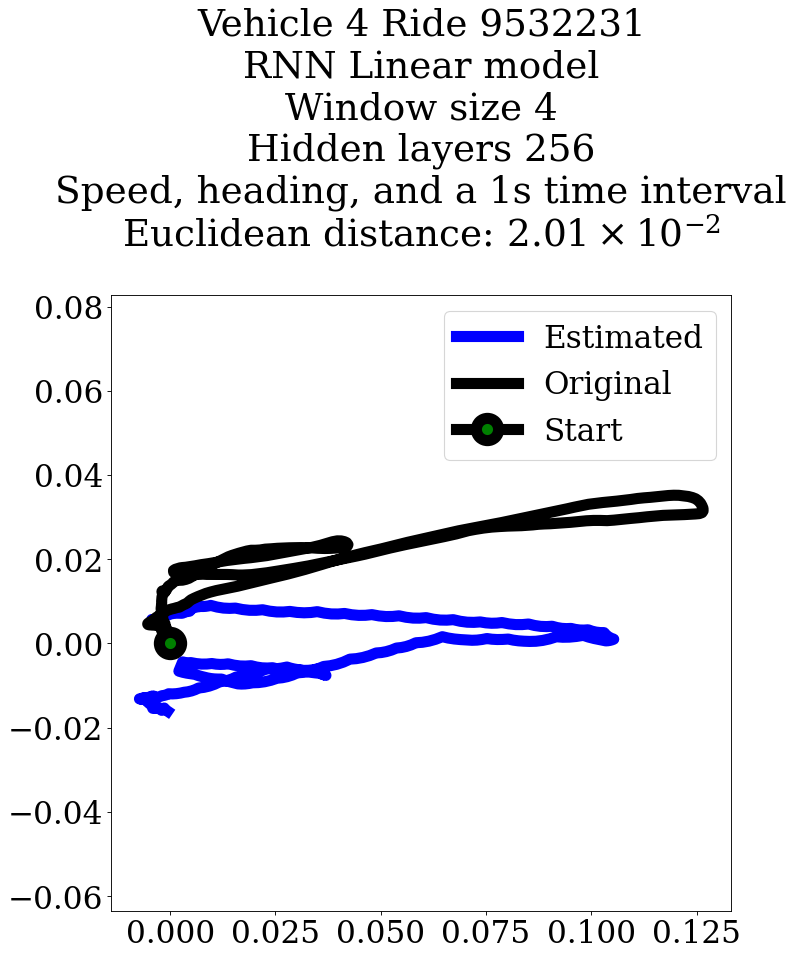 Vehicle 4 Ride 9532231
RNN Linear model
Window size 4
Hidden layers 256
Speed, heading, and a 1s time interval
Euclidean distance: 2.01 × 10⁻²
Estimated
Original
Start
0.08
0.06
0.04
0.02
0.00
−0.02
−0.04
−0.06
0.000 0.025 0.050 0.075 0.100 0.125